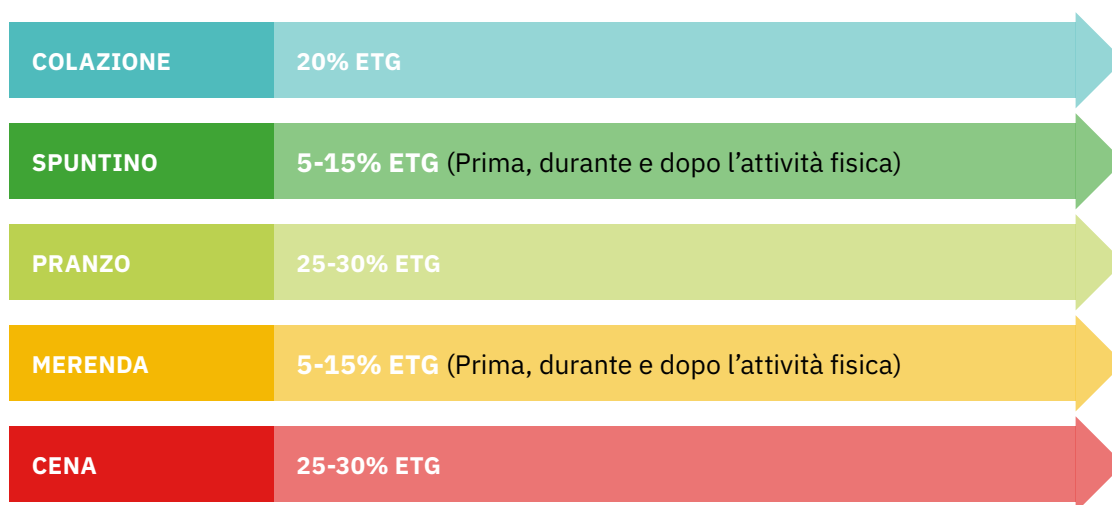 COLAZIONE 20% ETG
SPUNTINO 5-15% ETG (Prima, durante e dopo l’attività fisica)
PRANZO 25-30% ETG
MERENDA 5-15% ETG (Prima, durante e dopo l’attività fisica)
CENA 25-30% ETG